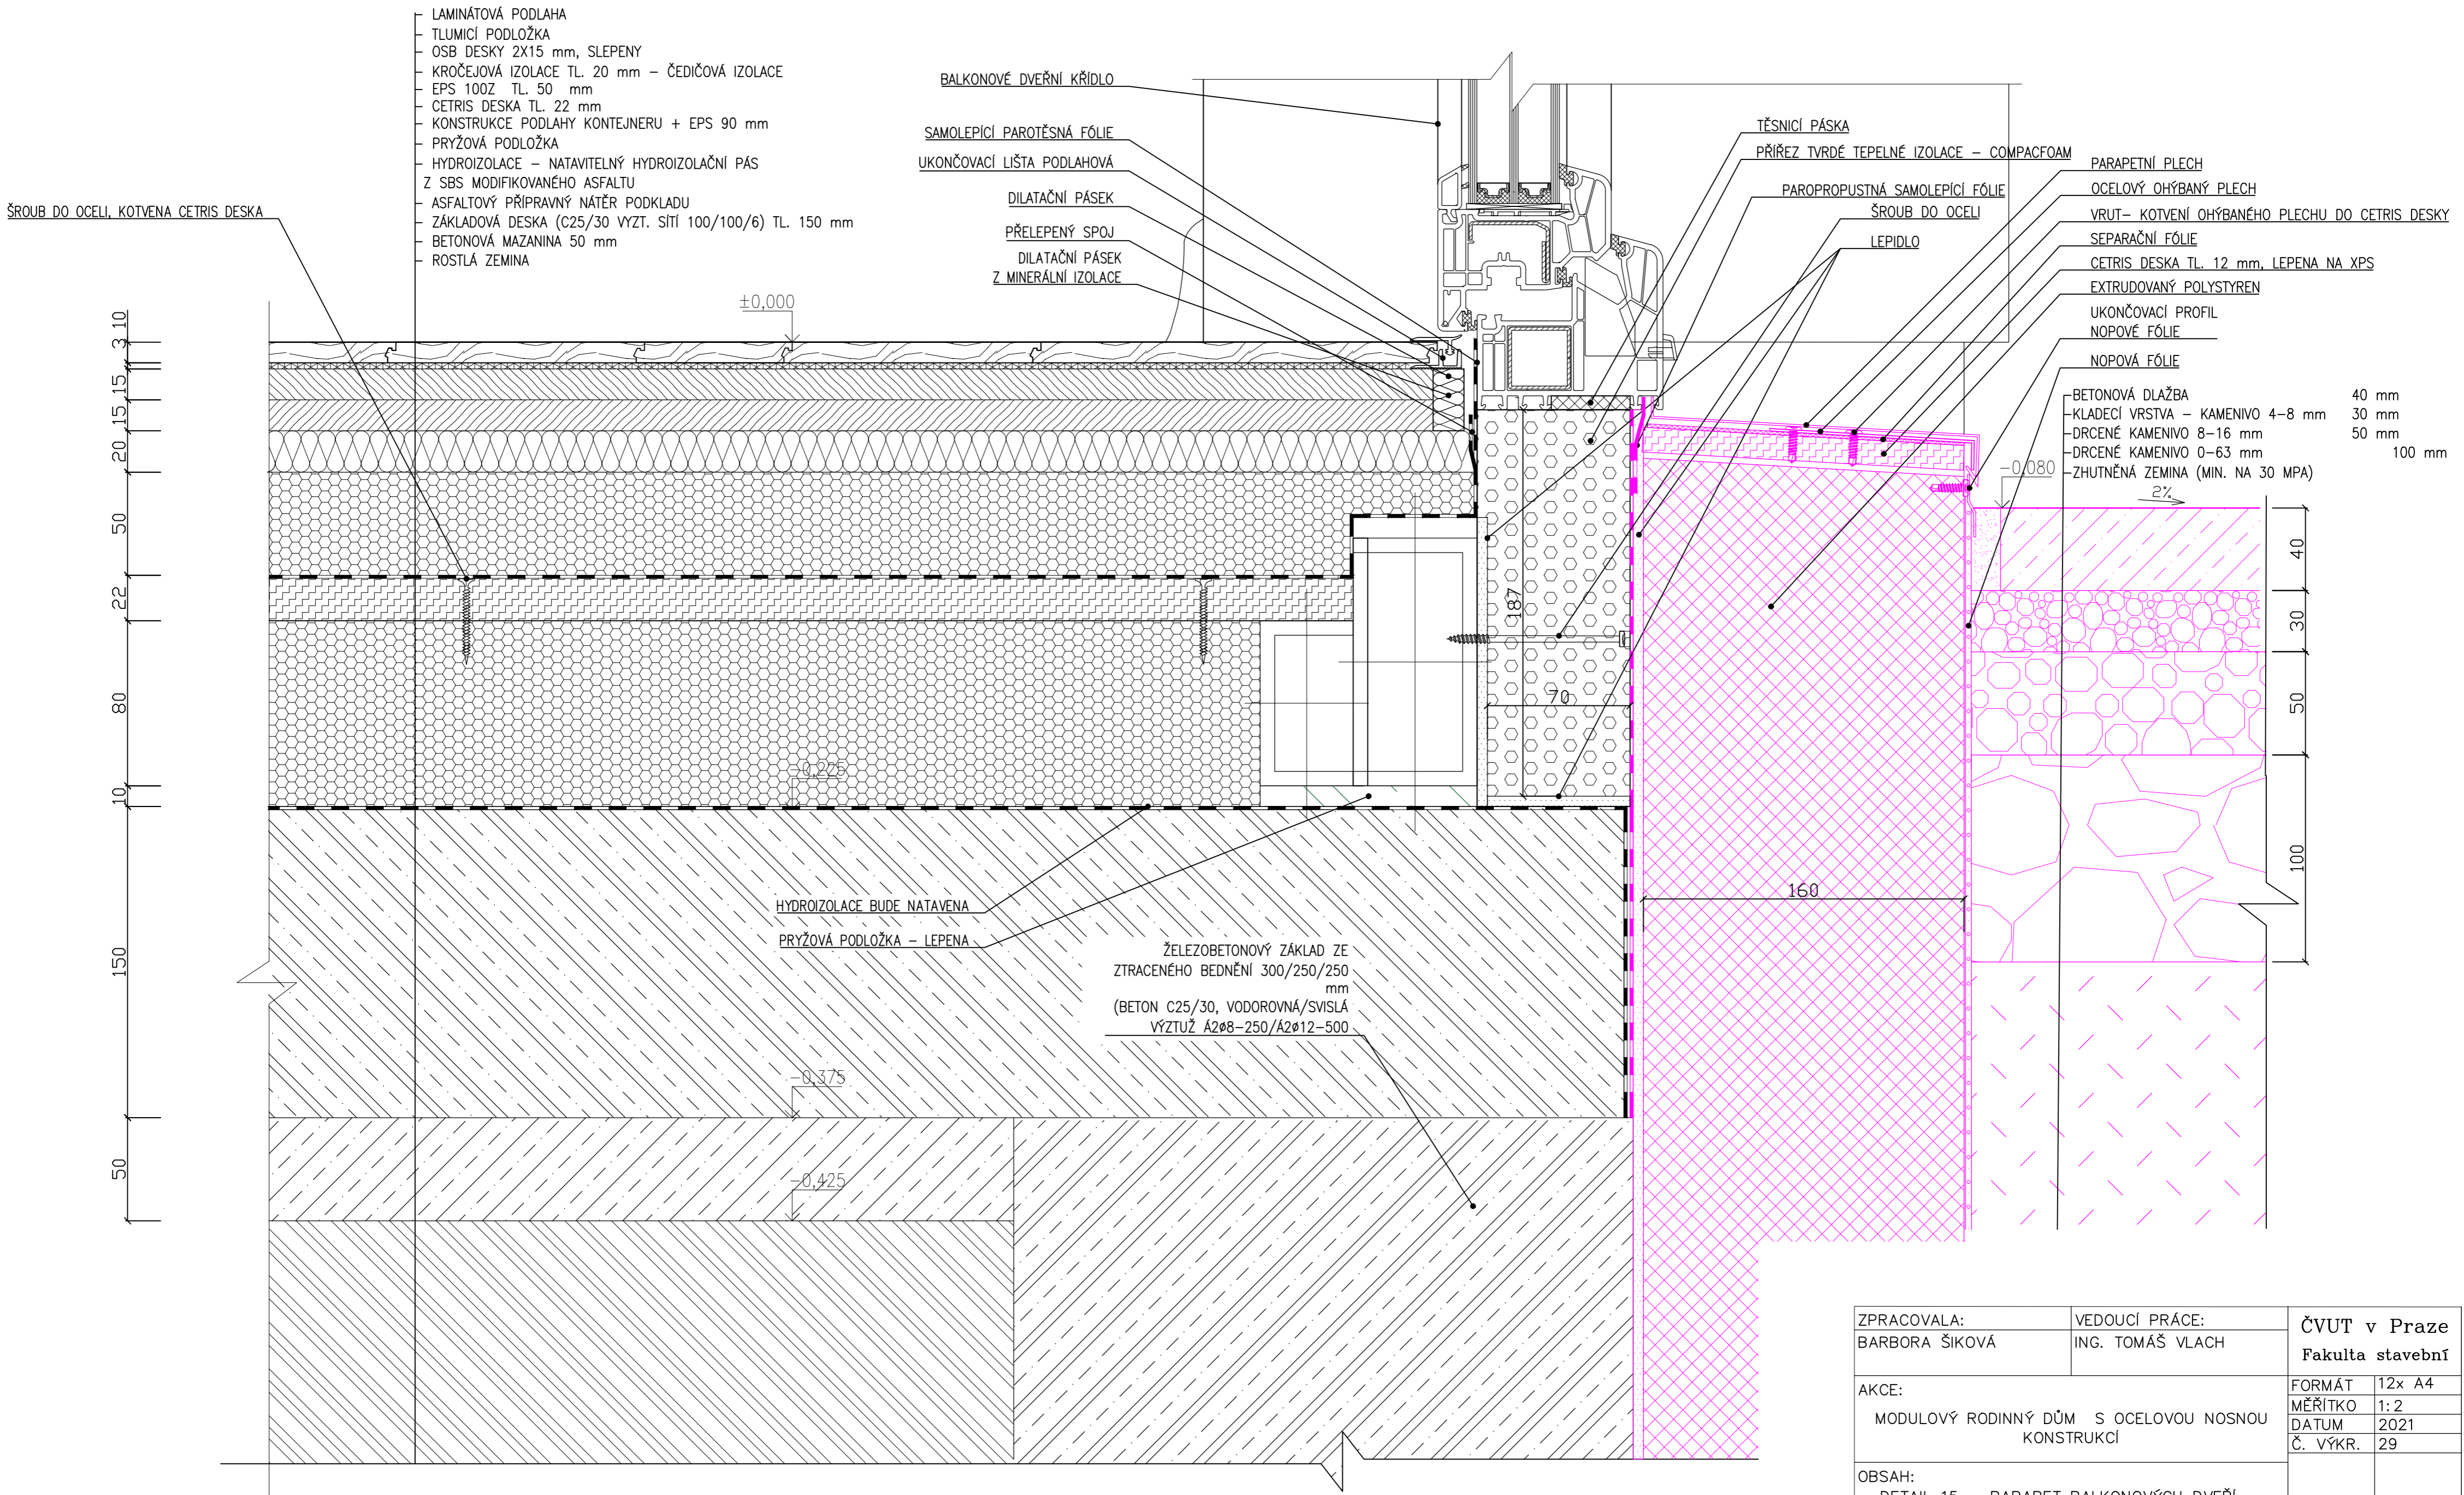 LAMINÁTOVÁ PODLAHA
TLUMICÍ PODLOŽKA
OSB DESKY 2X15 mm, SLEPENY
KROČEJOVÁ IZOLACE TL. 20 mm – ČEDIČOVÁ IZOLACE
EPS 100Z TL. 50 mm
CETRIS DESKA TL. 22 mm
KONSTRUKCE PODLAHY KONTEJNERU + EPS 90 mm
PRYŽOVÁ PODLOŽKA
HYDROIZOLACE – NATAVITELNÝ HYDROIZOLAČNÍ PÁS
Z SBS MODIFIKOVANÉHO ASFALTU
ASFALTOVÝ PŘÍPRAVNÝ NÁTĚR PODKLADU
ZÁKLADOVÁ DESKA (C25/30 VYZT. SÍTÍ 100/100/6) TL. 150 mm
BETONOVÁ MAZANINA 50 mm
ROSTLÁ ZEMINA
ŠROUB DO OCELI, KOTVENA CETRIS DESKA
BALKONOVÉ DVEŘNÍ KŘÍDLO
SAMOLEPÍCÍ PAROTĚSNÁ FÓLIE
UKONČOVACÍ LIŠTA PODLAHOVÁ
DILATAČNÍ PÁSEK
PŘELEPENÝ SPOJ
DILATAČNÍ PÁSEK
Z MINERÁLNÍ IZOLACE
TĚSNICÍ PÁSKA
PŘÍŘEZ TVRDÉ TEPELNÉ IZOLACE – COMPACFOAM
PAROPROPUSTNÁ SAMOLEPÍCÍ FÓLIE
ŠROUB DO OCELI
LEPIDLO
PARAPETNÍ PLECH
OCELOVÝ OHÝBANÝ PLECH
VRUT– KOTVENÍ OHÝBANÉHO PLECHU DO CETRIS DESKY
SEPARAČNÍ FÓLIE
CETRIS DESKA TL. 12 mm, LEPENA NA XPS
EXTRUDOVANÝ POLYSTYREN
UKONČOVACÍ PROFIL
NOPOVÉ FÓLIE
NOPOVÁ FÓLIE
BETONOVÁ DLAŽBA 40 mm
KLADECÍ VRSTVA – KAMENIVO 4–8 mm 30 mm
DRCENÉ KAMENIVO 8–16 mm 50 mm
DRCENÉ KAMENIVO 0–63 mm 100 mm
ZHUTNĚNÁ ZEMINA (MIN. NA 30 MPA)
±0,000
-0,080
2%
-0,225
-0,375
-0,425
10
3
15
15
20
50
22
80
10
150
50
187
70
160
40
30
50
100
HYDROIZOLACE BUDE NATAVENA
PRYŽOVÁ PODLOŽKA – LEPENA
ŽELEZOBETONOVÝ ZÁKLAD ZE
ZTRACENÉHO BEDNĚNÍ 300/250/250
mm
(BETON C25/30, VODOROVNÁ/SVISLÁ
VÝZTUŽ Á2ø8–250/Á2ø12–500
ZPRACOVALA: VEDOUCÍ PRÁCE:
BARBORA ŠIKOVÁ ING. TOMÁŠ VLACH
ČVUT v Praze
Fakulta stavební
AKCE:
MODULOVÝ RODINNÝ DŮM S OCELOVOU NOSNOU
KONSTRUKCÍ
FORMÁT 12x A4
MĚŘÍTKO 1:2
DATUM 2021
Č. VÝKR. 29
OBSAH:
DETAIL 15 – PARAPET BALKONOVÝCH DVEŘÍ